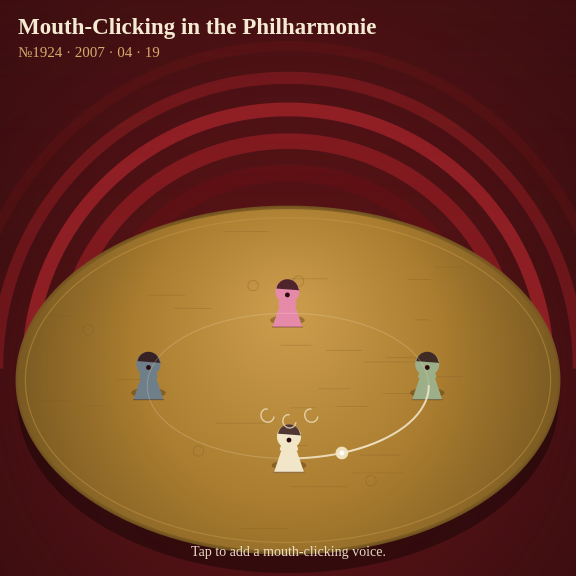 Mouth-Clicking in the Philharmonie
№1924 · 2007 · 04 · 19
Tap to add a mouth-clicking voice.